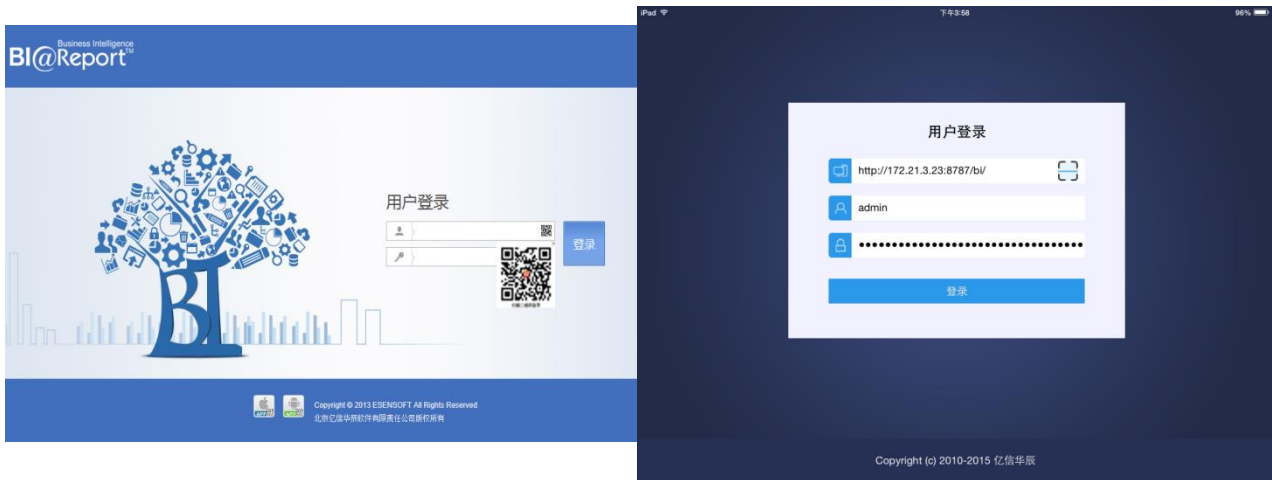 Business Intelligence
BI@Report™
用户登录
登录
Copyright © 2013 ESENSOFT All Rights Reserved
北京亿信华辰软件有限责任公司版权所有
iPad
下午3:58
96%
用户登录
http://172.21.3.23:8787/bi/
admin
登录
Copyright (c) 2010-2015 亿信华辰